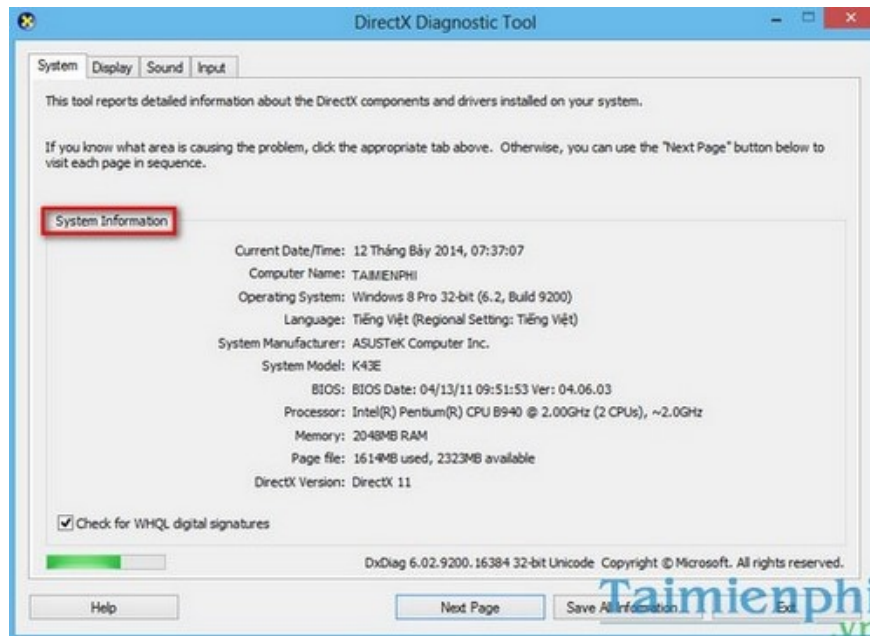 DirectX Diagnostic Tool
System Display Sound Input
This tool reports detailed information about the DirectX components and drivers installed on your system.
If you know what area is causing the problem, click the appropriate tab above. Otherwise, you can use the "Next Page" button below to
visit each page in sequence.
System Information
Current Date/Time: 12 Tháng Bảy 2014, 07:37:07
Computer Name: TAIMIENPHI
Operating System: Windows 8 Pro 32-bit (6.2, Build 9200)
Language: Tiếng Việt (Regional Setting: Tiếng Việt)
System Manufacturer: ASUSTeK Computer Inc.
System Model: K43E
BIOS: BIOS Date: 04/13/11 09:51:53 Ver: 04.06.03
Processor: Intel(R) Pentium(R) CPU B940 @ 2.00GHz (2 CPUs), ~2.0GHz
Memory: 2048MB RAM
Page file: 1614MB used, 2323MB available
DirectX Version: DirectX 11
Check for WHQL digital signatures
DxDiag 6.02.9200.16384 32-bit Unicode Copyright © Microsoft. All rights reserved.
Help Next Page Save All Information Exit
Taimienphi
.vn